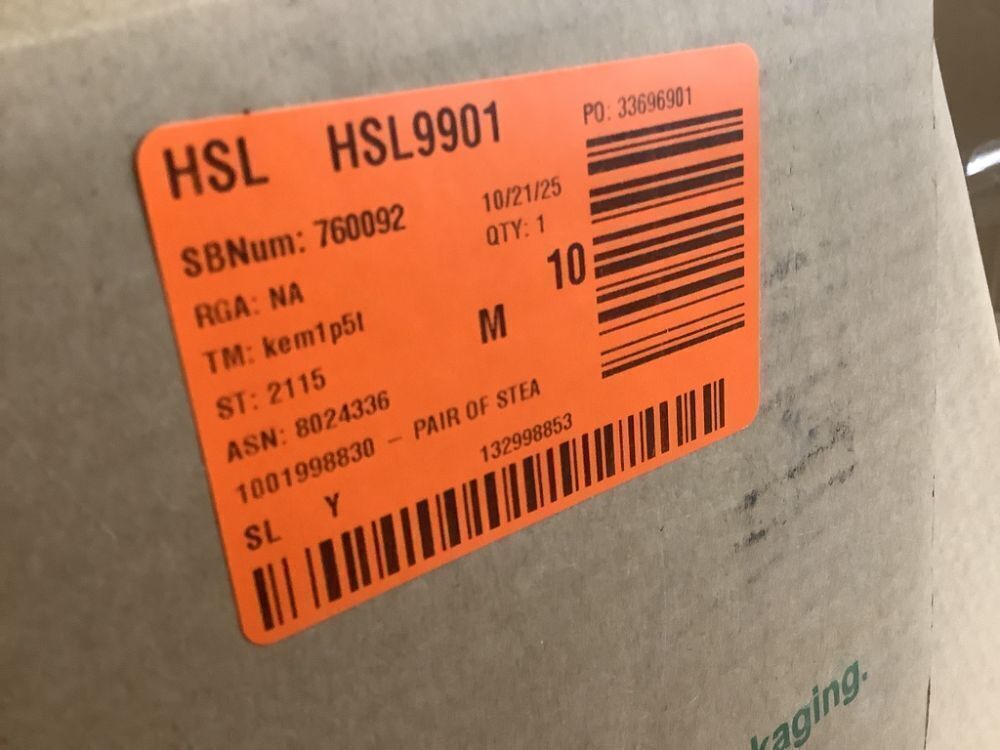 HSL HSL9901
PO: 33696901
SBNum: 760092
10/21/25
RGA: NA
QTY: 1
10
TM: kem1p5l
M
ST: 2115
ASN: 8024336
1001998830 – PAIR OF STEA
SL Y
132998853
kaging.